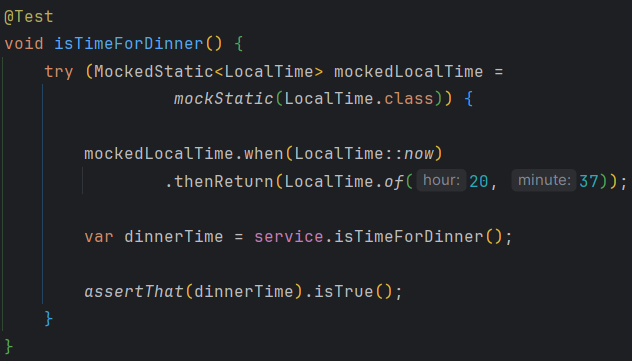 @Test
void isTimeForDinner() {
    try (MockedStatic<LocalTime> mockedLocalTime =
                 mockStatic(LocalTime.class)) {
        mockedLocalTime.when(LocalTime::now)
                .thenReturn(LocalTime.of( hour: 20, minute: 37));
        var dinnerTime = service.isTimeForDinner();
        assertThat(dinnerTime).isTrue();
    }
}